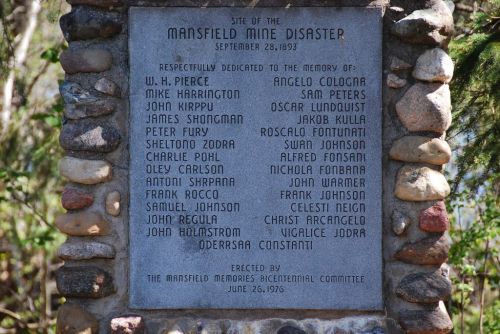 SITE OF THE
MANSFIELD MINE DISASTER
SEPTEMBER 28, 1893
RESPECTFULLY DEDICATED TO THE MEMORY OF:
W. H. PIERCE ANGELO COLOGNA
MIKE HARRINGTON SAM PETERS
JOHN KIRPPU OSCAR LUNDQUIST
JAMES SHONGMAN JAKOB KULLA
PETER FURY ROSCALO FONTUNATI
SHELTONO ZODRA SWAN JOHNSON
CHARLIE POHL ALFRED FONSANI
OLEY CARLSON NICHOLA FONBANA
ANTONI SHRPANA JOHN WARMER
FRANK ROCCO FRANK JOHNSON
SAMUEL JOHNSON CELESTI NEIGN
JOHN REGULA CHRIST ARCANGELO
JOHN HOLMSTROM VIGALICE JODRA
ODERRSAA CONSTANTI
ERECTED BY
THE MANSFIELD MEMORIES BICENTENNIAL COMMITTEE
JUNE 26, 1976